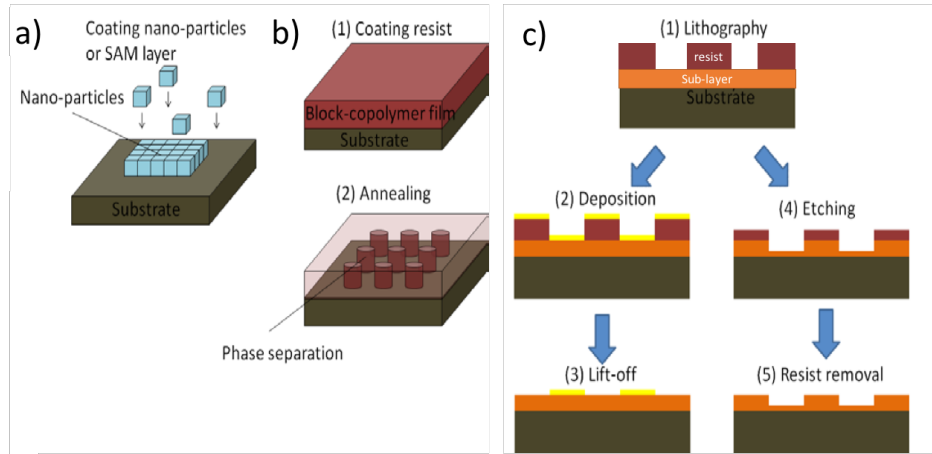 a)
Coating nano-particles
or SAM layer
Nano-particles
Substrate
b)
(1) Coating resist
Block-copolymer film
Substrate
(2) Annealing
Phase separation
c)
(1) Lithography
resist
Sub-layer
Substrate
(2) Deposition
(4) Etching
(3) Lift-off
(5) Resist removal